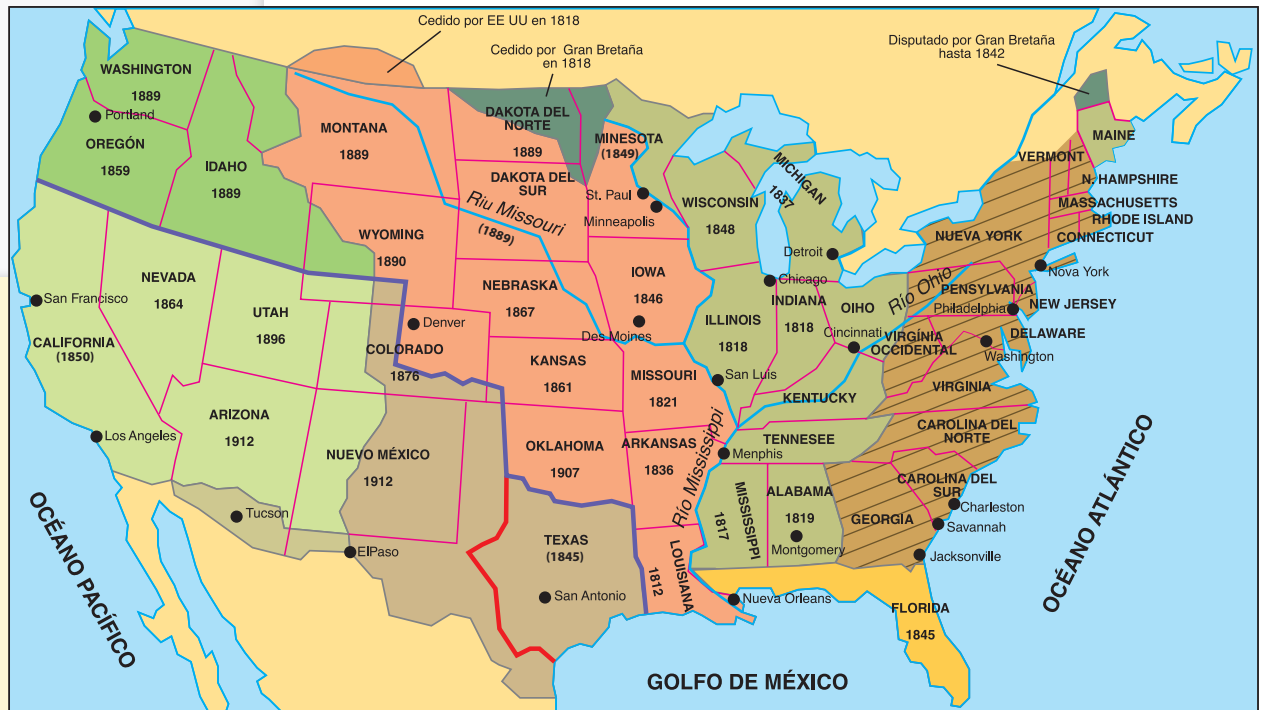 Cedido por EE UU en 1818
Cedido por Gran Bretaña
en 1818
Disputado por Gran Bretaña
hasta 1842
WASHINGTON
1889
Portland
OREGÓN
1859
IDAHO
1889
MONTANA
1889
DAKOTA DEL
NORTE
1889
MINESOTA
(1849)
DAKOTA DEL
SUR
(1889)
Riu Missouri
St. Paul
Minneapolis
WISCONSIN
1848
MICHIGAN
1837
Detroit
MAINE
VERMONT
N. HAMPSHIRE
MASSACHUSETTS
RHODE ISLAND
CONNECTICUT
NUEVA YORK
Nova York
WYOMING
1890
NEVADA
1864
UTAH
1896
San Francisco
CALIFORNIA
(1850)
NEBRASKA
1867
IOWA
1846
Des Moines
Chicago
ILLINOIS
1818
INDIANA
1818
OIHO
Río Ohio
Cincinnati
PENSYLVANIA
Philadelphia
NEW JERSEY
DELAWARE
VIRGINIA
OCCIDENTAL
Washington
VIRGINIA
Denver
COLORADO
1876
KANSAS
1861
MISSOURI
1821
San Luis
KENTUCKY
ARIZONA
1912
Los Angeles
NUEVO MÉXICO
1912
OKLAHOMA
1907
ARKANSAS
1836
Río Mississippi
TENNESEE
Memphis
CAROLINA DEL
NORTE
CAROLINA DEL
SUR
Charleston
Savannah
GEORGIA
ALABAMA
1819
Montgomery
MISSISSIPPI
1817
Tucson
ElPaso
TEXAS
(1845)
San Antonio
LOUISIANA
1812
Nueva Orleans
Jacksonville
FLORIDA
1845
OCÉANO PACÍFICO
GOLFO DE MÉXICO
OCÉANO ATLÁNTICO